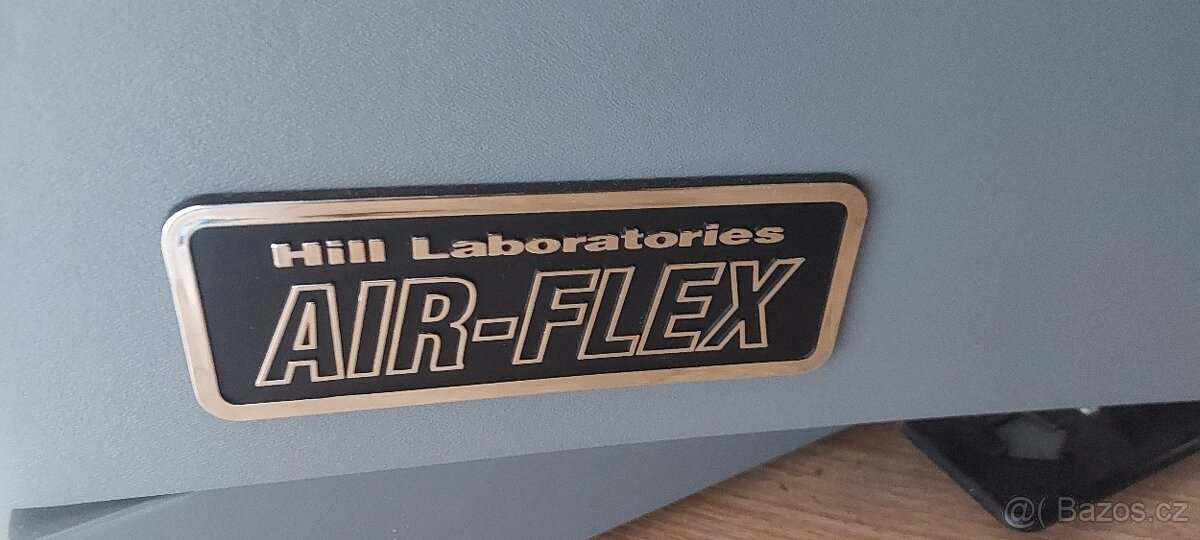 Hill Laboratories
AIR-FLEX
@( Bazos.cz